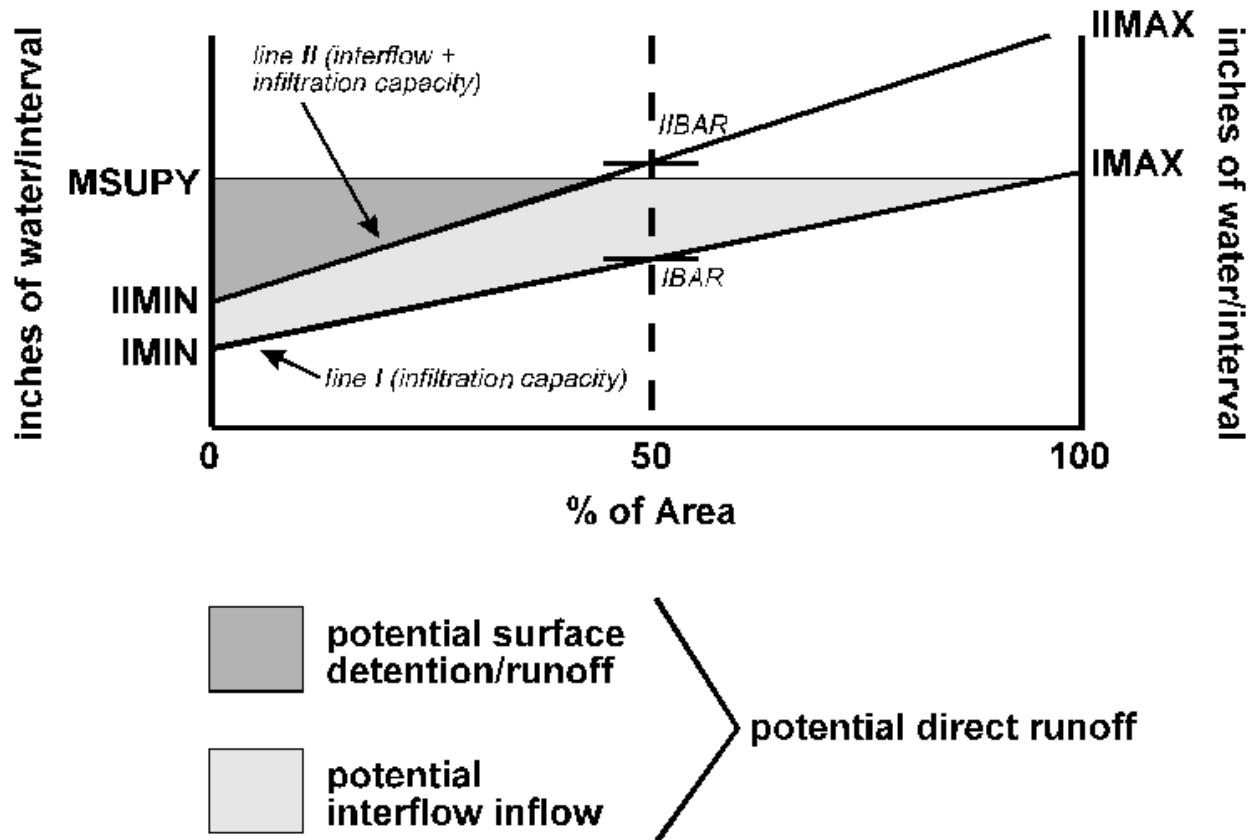 IIMAX
inches of water/interval
line II (interflow +
infiltration capacity)
IIBAR
inches of water/interval
MSUPY
IMAX
IBAR
IIMIN
IMIN
line I (infiltration capacity)
0
50
100
% of Area
potential surface
detention/runoff
potential direct runoff
potential
interflow inflow